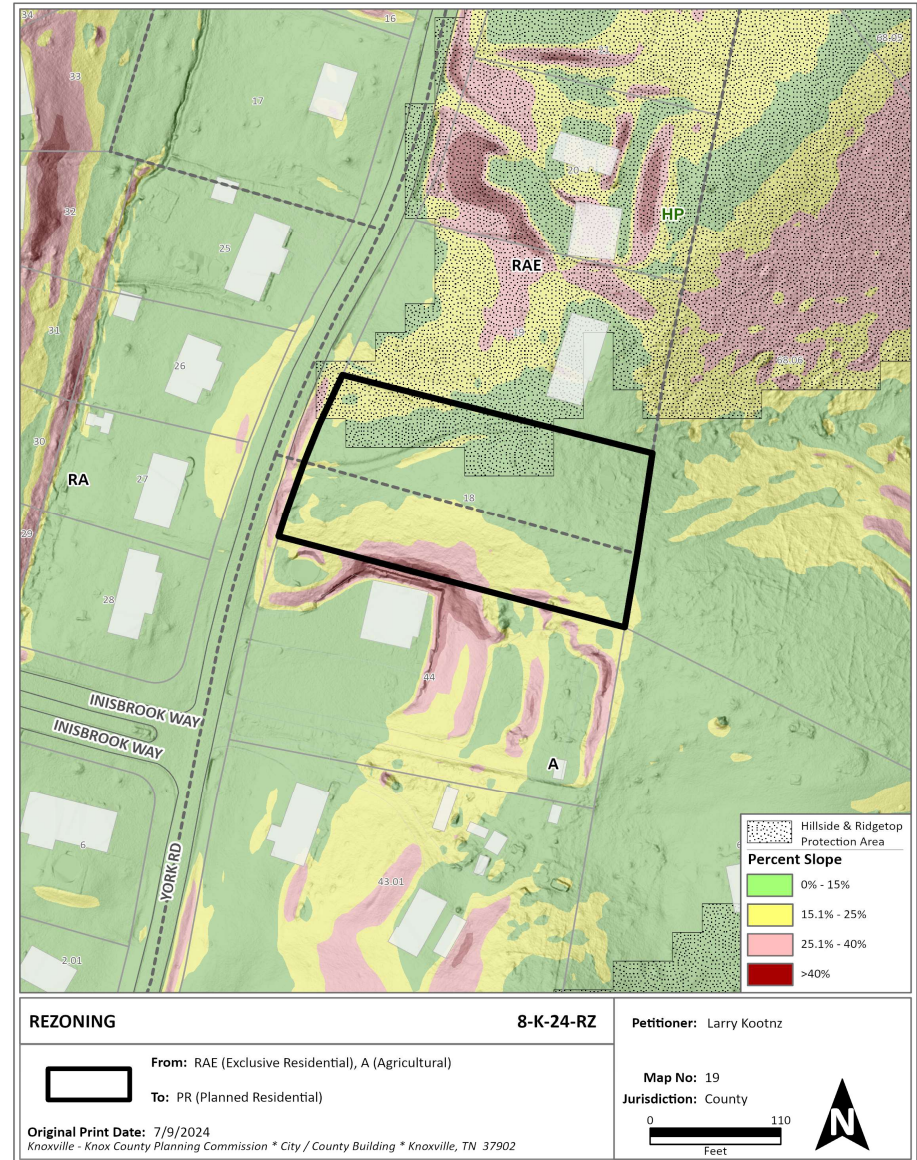 34
16
33
17
HP
32
25
RAE
19
31
26
30
RA
27
18
29
28
44
INISBROOK WAY
INISBROOK WAY
A
YORK RD
6
43.01
2.01
Hillside & Ridgetop
Protection Area
Percent Slope
0% - 15%
15.1% - 25%
25.1% - 40%
>40%
REZONING
8-K-24-RZ
From: RAE (Exclusive Residential), A (Agricultural)
To: PR (Planned Residential)
Original Print Date: 7/9/2024
Knoxville - Knox County Planning Commission * City / County Building * Knoxville, TN 37902
Petitioner: Larry Kootnz
Map No: 19
Jurisdiction: County
0 110
Feet
N